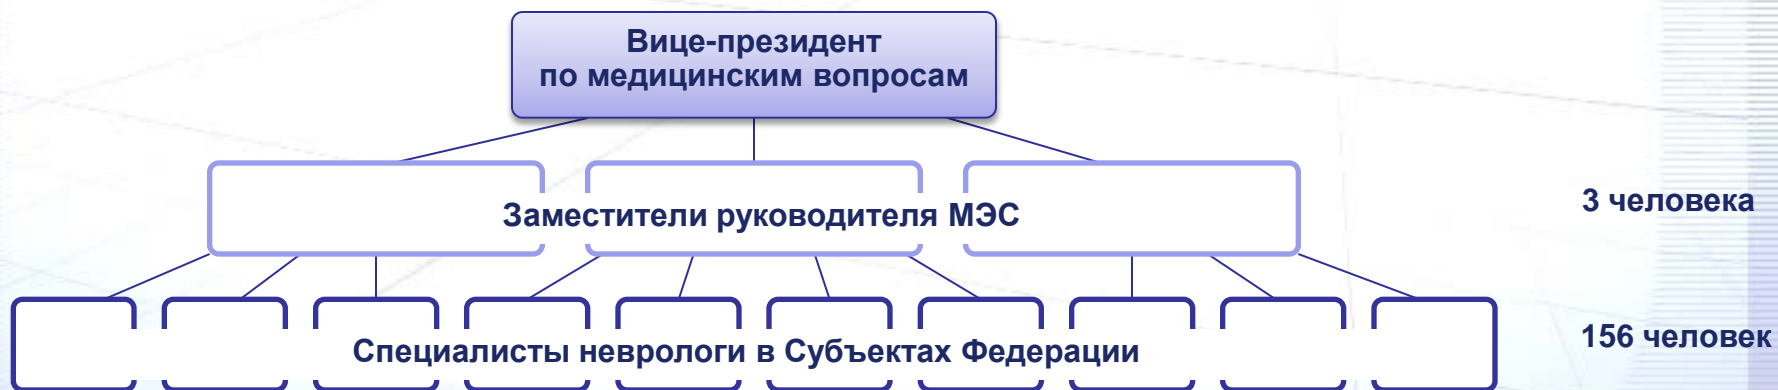 Вице-президент
по медицинским вопросам
Заместители руководителя МЭС
3 человека
Специалисты неврологи в Субъектах Федерации
156 человек